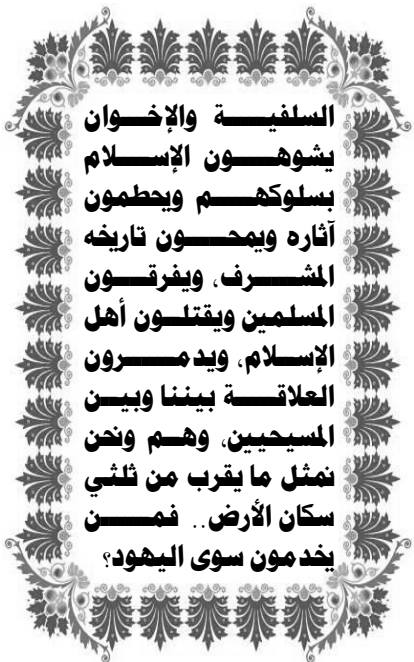 السلفية والإخوان
يشوهون الإسلام
بسلوكهم ويحطمون
آثاره ويمحون تاريخه
المشرف، ويفرقون
المسلمين ويقتلون أهل
الإسلام، ويدمرون
العلاقة بيننا وبين
المسيحيين، وهم ونحن
نمثل ما يقرب من ثلثي
سكان الأرض.. فمن
يخدمون سوى اليهود؟